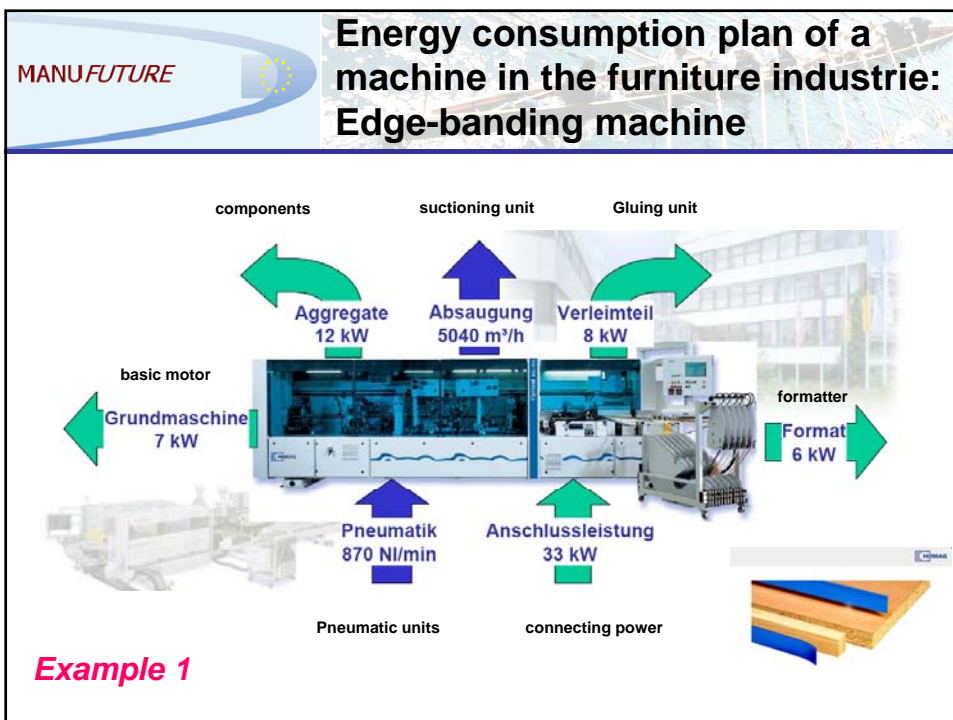 MANUFUTURE
Energy consumption plan of a
machine in the furniture industrie:
Edge-banding machine
components
suctioning unit
Gluing unit
Aggregate
12 kW
Absaugung
5040 m³/h
Verleimteil
8 kW
basic motor
Grundmaschine
7 kW
formatter
Format
6 kW
HOMAG
Pneumatik
870 Nl/min
Anschlussleistung
33 kW
HOMAG
Pneumatic units
connecting power
Example 1